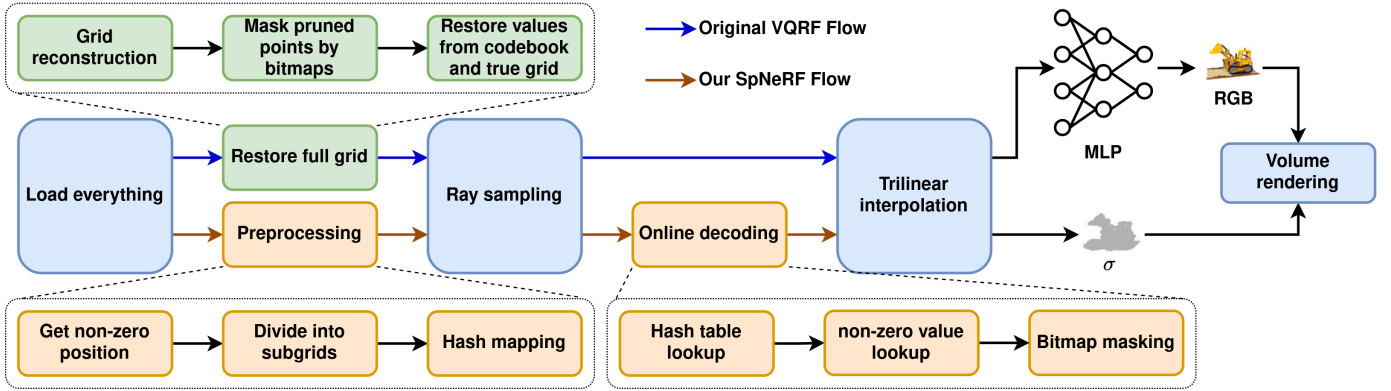 Grid
reconstruction
Mask pruned
points by
bitmaps
Restore values
from codebook
and true grid
Original VQRF Flow
Our SpNeRF Flow
RGB
MLP
Load everything
Restore full grid
Preprocessing
Ray sampling
Online decoding
Trilinear
interpolation
Volume
rendering
σ
Get non-zero
position
Divide into
subgrids
Hash mapping
Hash table
lookup
non-zero value
lookup
Bitmap masking